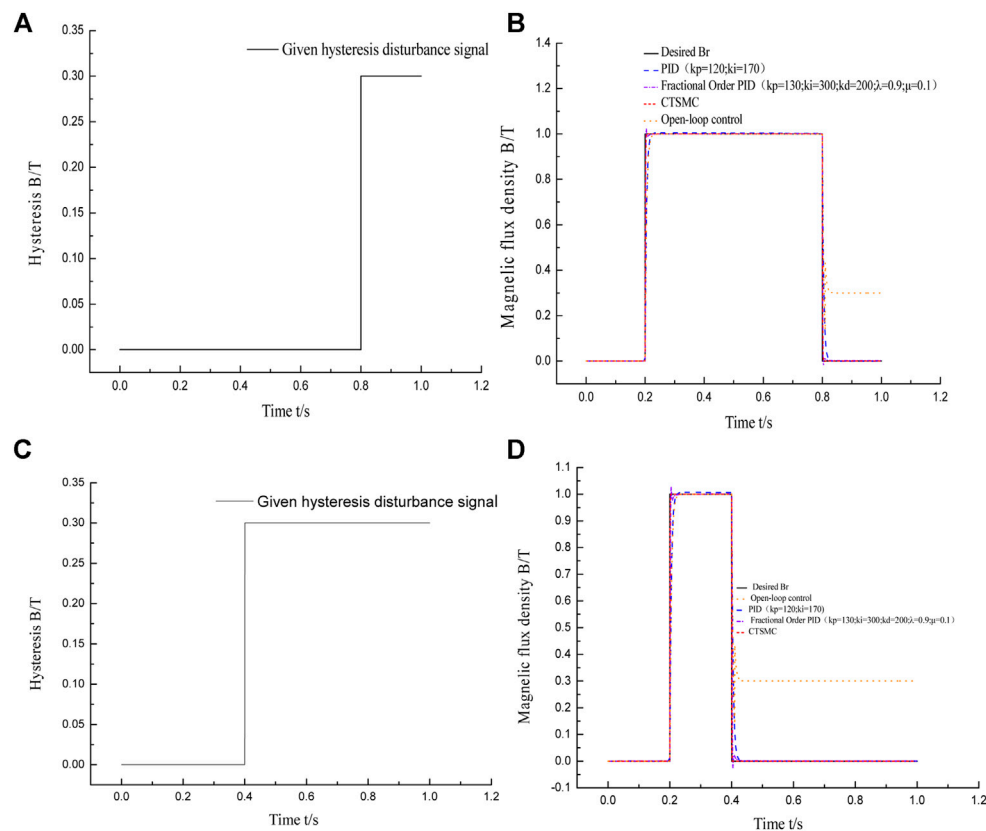 A
Given hysteresis disturbance signal
0.35
0.30
0.25
0.20
0.15
0.10
0.05
0.00
Hysteresis B/T
0.0 0.2 0.4 0.6 0.8 1.0 1.2
Time t/s
B
Desired Br
PID（kp=120;ki=170）
Fractional Order PID（kp=130;ki=300;kd=200;λ=0.9;μ=0.1）
CTSMC
Open-loop control
1.4
1.2
1.0
0.8
0.6
0.4
0.2
0.0
Magnelic flux density B/T
0.0 0.2 0.4 0.6 0.8 1.0 1.2
Time t/s
C
Given hysteresis disturbance signal
0.35
0.30
0.25
0.20
0.15
0.10
0.05
0.00
Hysteresis B/T
0.0 0.2 0.4 0.6 0.8 1.0 1.2
Time t/s
D
1.1
1.0
0.9
0.8
0.7
0.6
0.5
0.4
0.3
0.2
0.1
0.0
-0.1
Magnetic flux density B/T
Desired Br
Open-loop control
PID（kp=120;ki=170)
Fractional Order PID（kp=130;ki=300;kd=200;λ=0.9;μ=0.1）
CTSMC
0.0 0.2 0.4 0.6 0.8 1.0 1.2
Time t/s